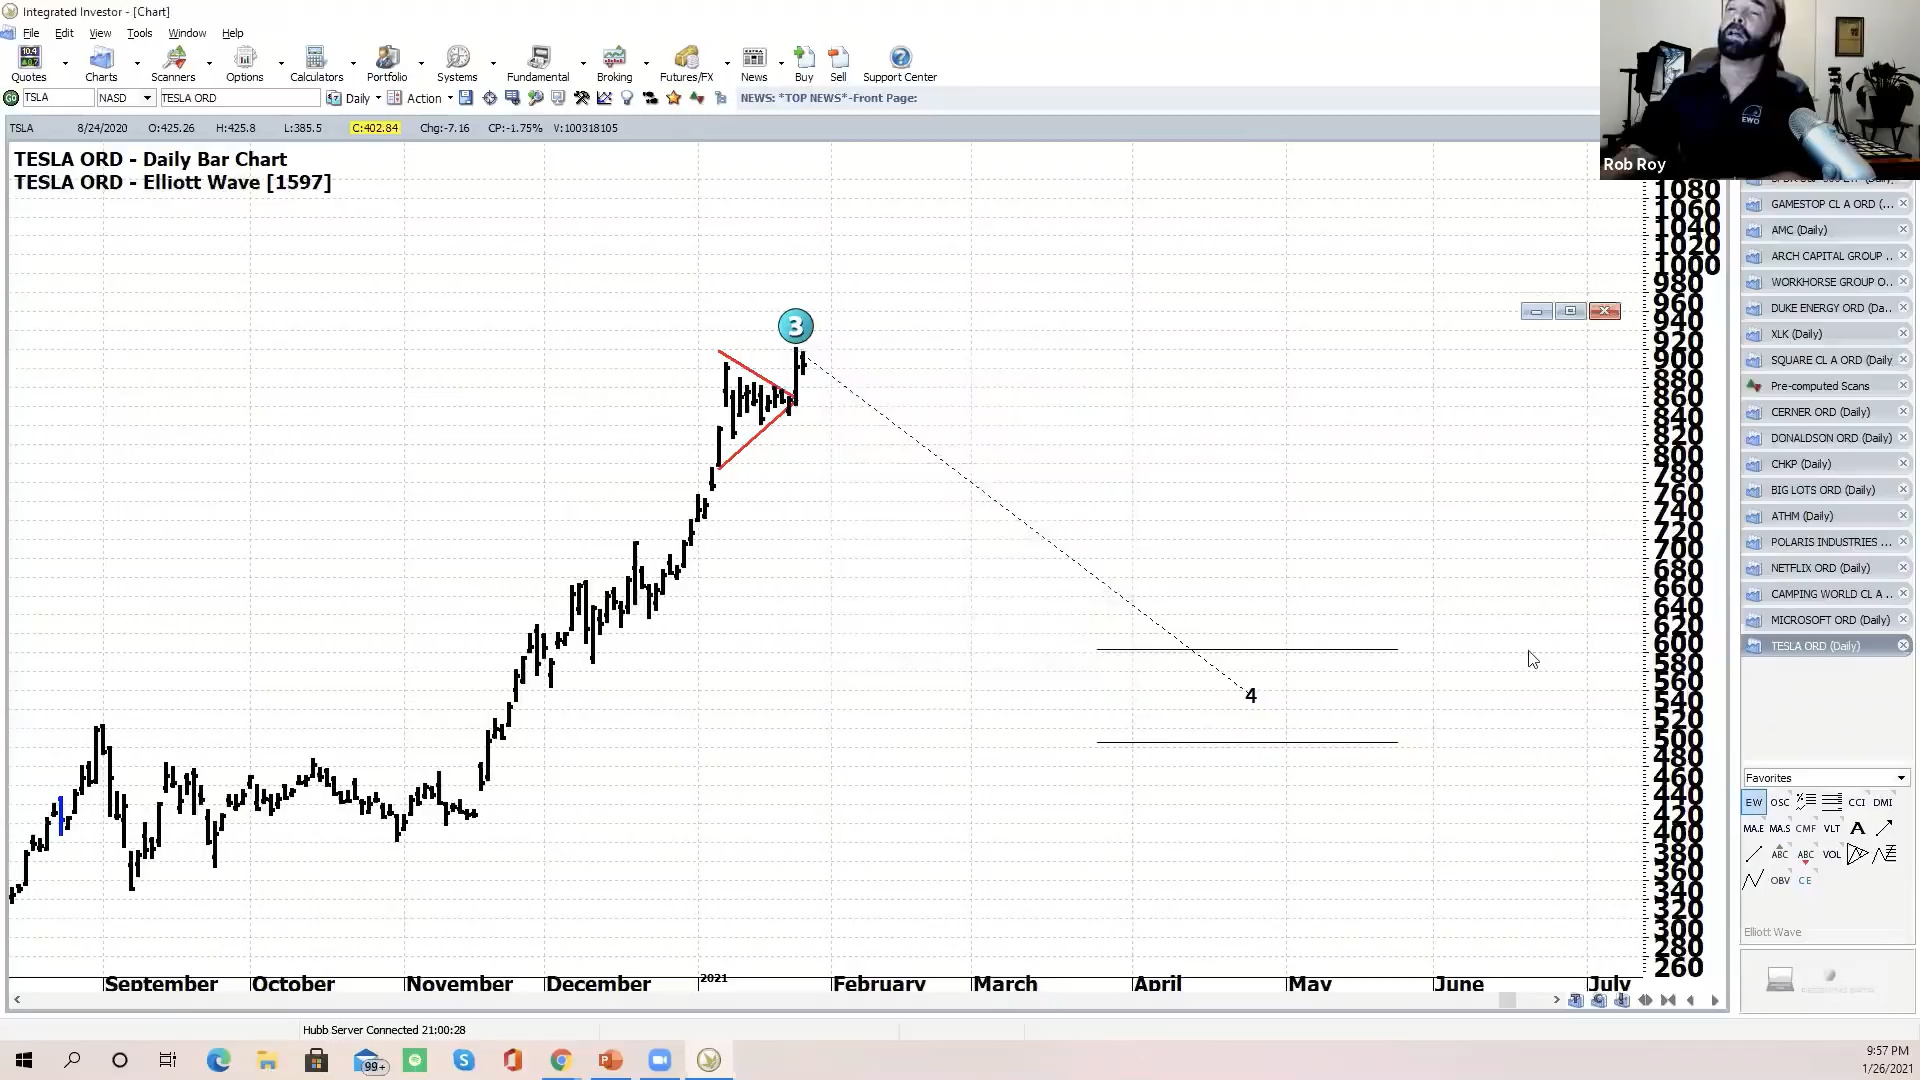 Integrated Investor - [Chart]
File Edit View Tools Window Help
Quotes Charts Scanners Options Calculators Portfolio Systems Fundamental Broking Futures/FX News Buy Sell Support Center
TSLA NASD TESLA ORD Daily Action NEWS: *TOP NEWS*-Front Page:
TSLA 8/24/2020 O:425.26 H:425.8 L:385.5 C:402.84 Chg:-7.16 CP:-1.75% V:100318105
EWO
Rob Roy
TESLA ORD - Daily Bar Chart
TESLA ORD - Elliott Wave [1597]
3
4
1080
1060
1040
1020
1000
980
960
940
920
900
880
860
840
820
800
780
760
740
720
700
680
660
640
620
600
580
560
540
520
500
480
460
440
420
400
380
360
340
320
300
280
260
September October November December 2021 February March April May June July
GAMESTOP CL A ORD (...
AMC (Daily)
ARCH CAPITAL GROUP ..
WORKHORSE GROUP O..
DUKE ENERGY ORD (Da..
XLK (Daily)
SQUARE CL A ORD (Daily
Pre-computed Scans
CERNER ORD (Daily)
DONALDSON ORD (Daily)
CHKP (Daily)
BIG LOTS ORD (Daily)
ATHM (Daily)
POLARIS INDUSTRIES ...
NETFLIX ORD (Daily)
CAMPING WORLD CL A ..
MICROSOFT ORD (Daily)
TESLA ORD (Daily)
Favorites
EW OSC CCI DMI
MA.E MA.S CMF VLT A
ABC ABC VOL
OBV CE
Elliott Wave
Hubb Server Connected 21:00:28
99+
9:57 PM
1/26/2021